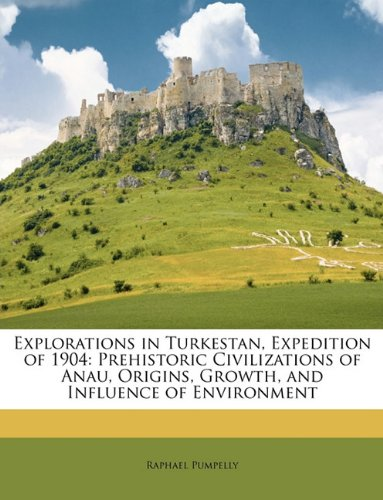 Explorations in Turkestan, Expedition
of 1904: Prehistoric Civilizations of
Anau, Origins, Growth, and
Influence of Environment
Raphael Pumpelly